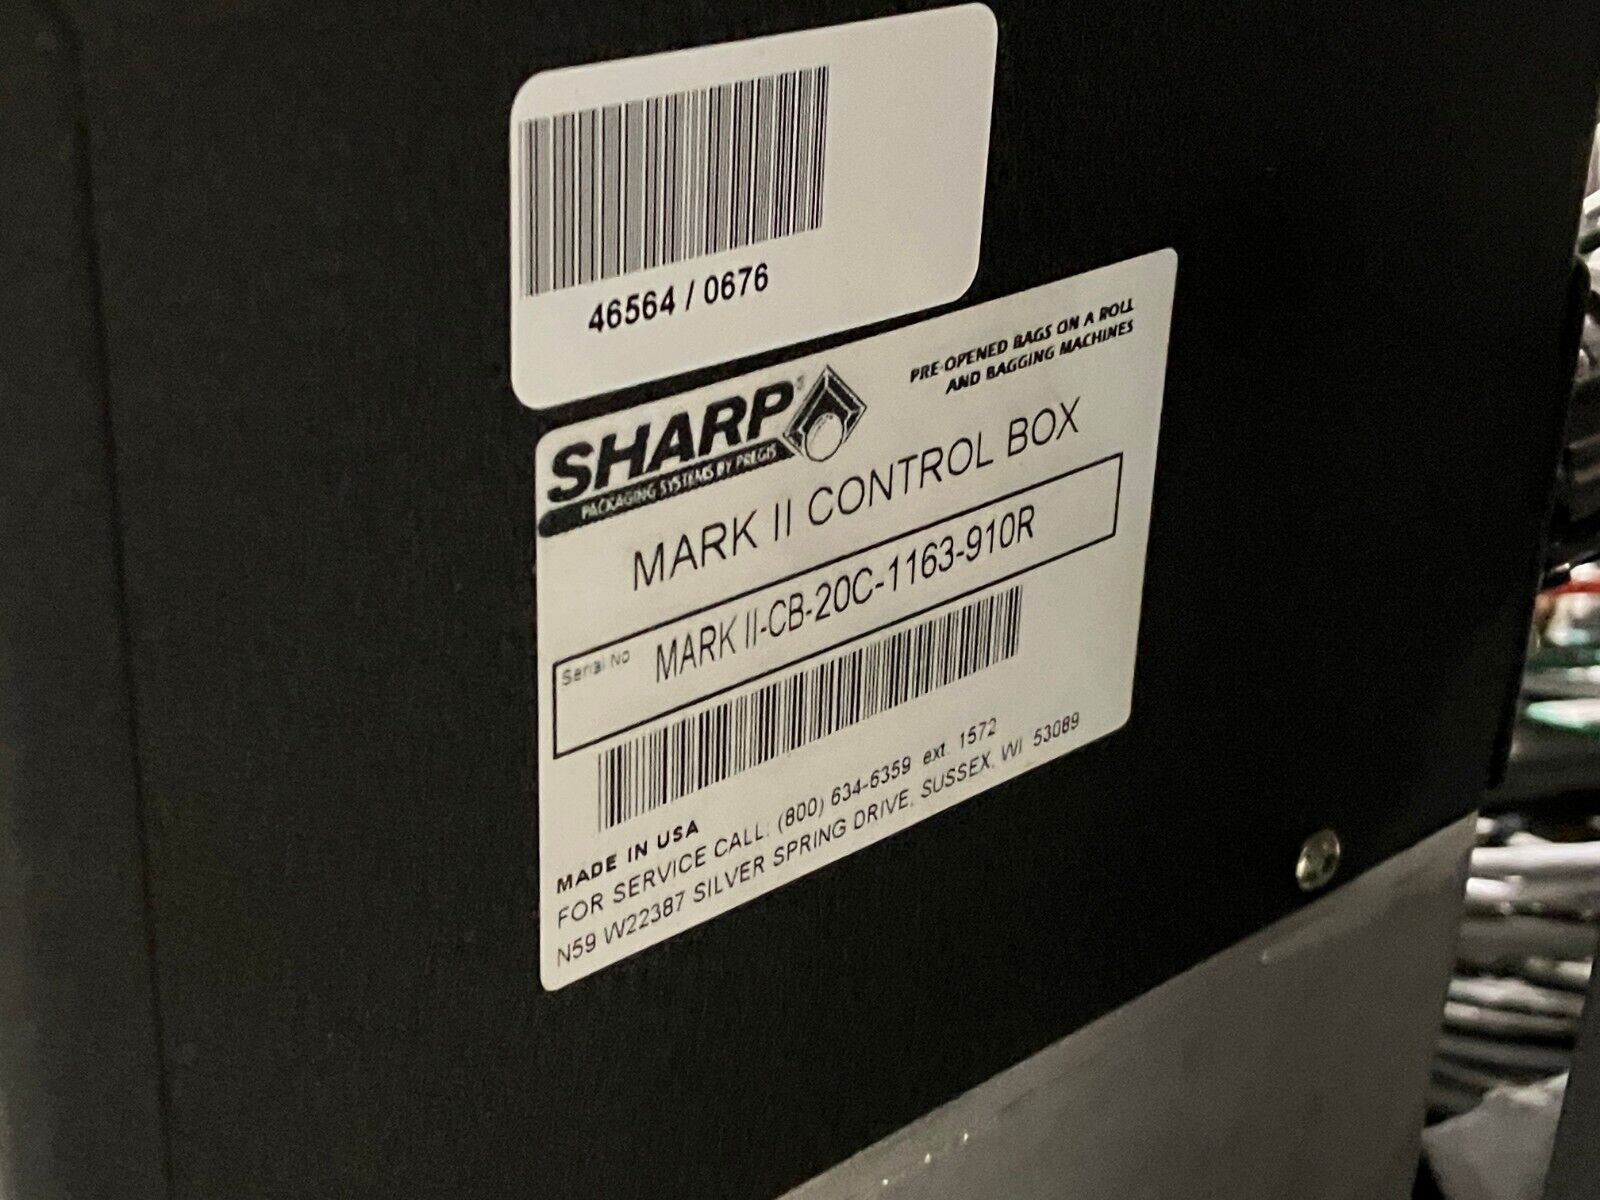 46564 / 0676
SHARP®
PACKAGING SYSTEMS BY PREGIS
PRE-OPENED BAGS ON A ROLL
AND BAGGING MACHINES
MARK II CONTROL BOX
Serial No
MARK II-CB-20C-1163-910R
MADE IN USA
FOR SERVICE CALL: (800) 634-6359 ext. 1572
N59 W22387 SILVER SPRING DRIVE, SUSSEX, WI 53089